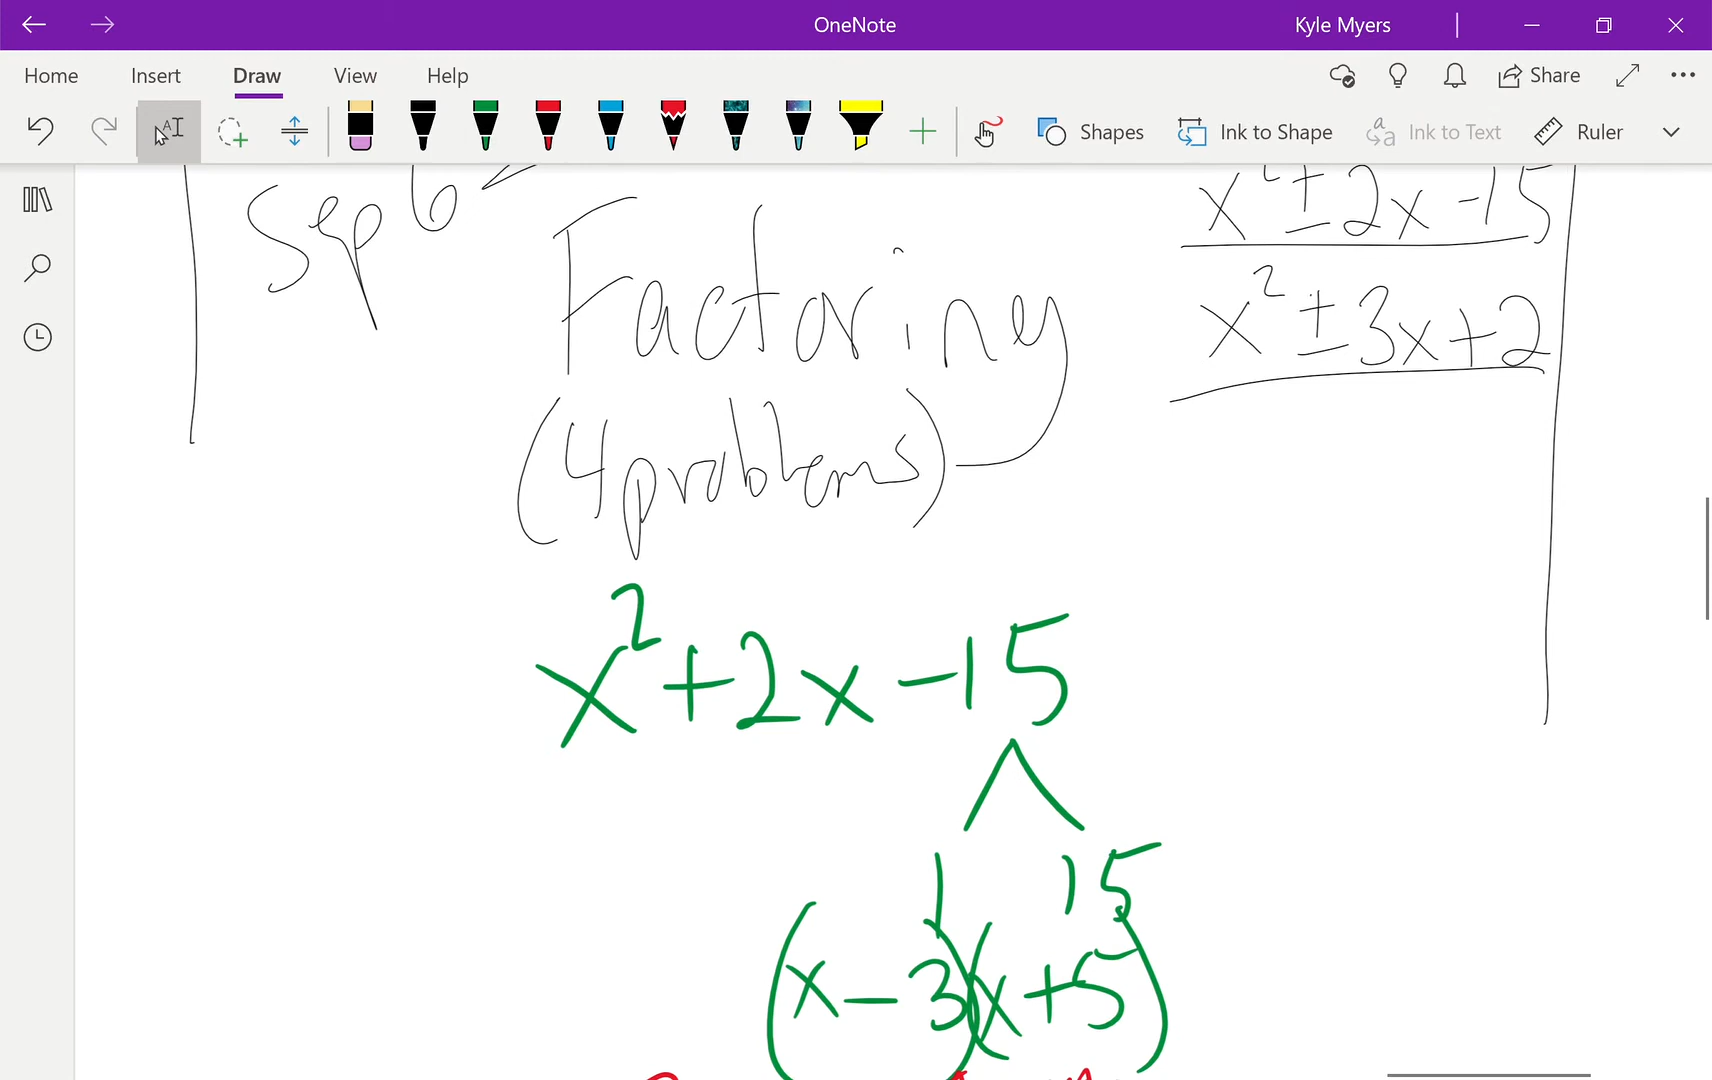 OneNote
Kyle Myers
Home Insert Draw View Help
Share
Shapes Ink to Shape Ink to Text Ruler
Sep 6
Factoring
(4 problems)
x² ± 2x - 15
x² ± 3x + 2
x² + 2x - 15
1 15
(x - 3)(x + 5)